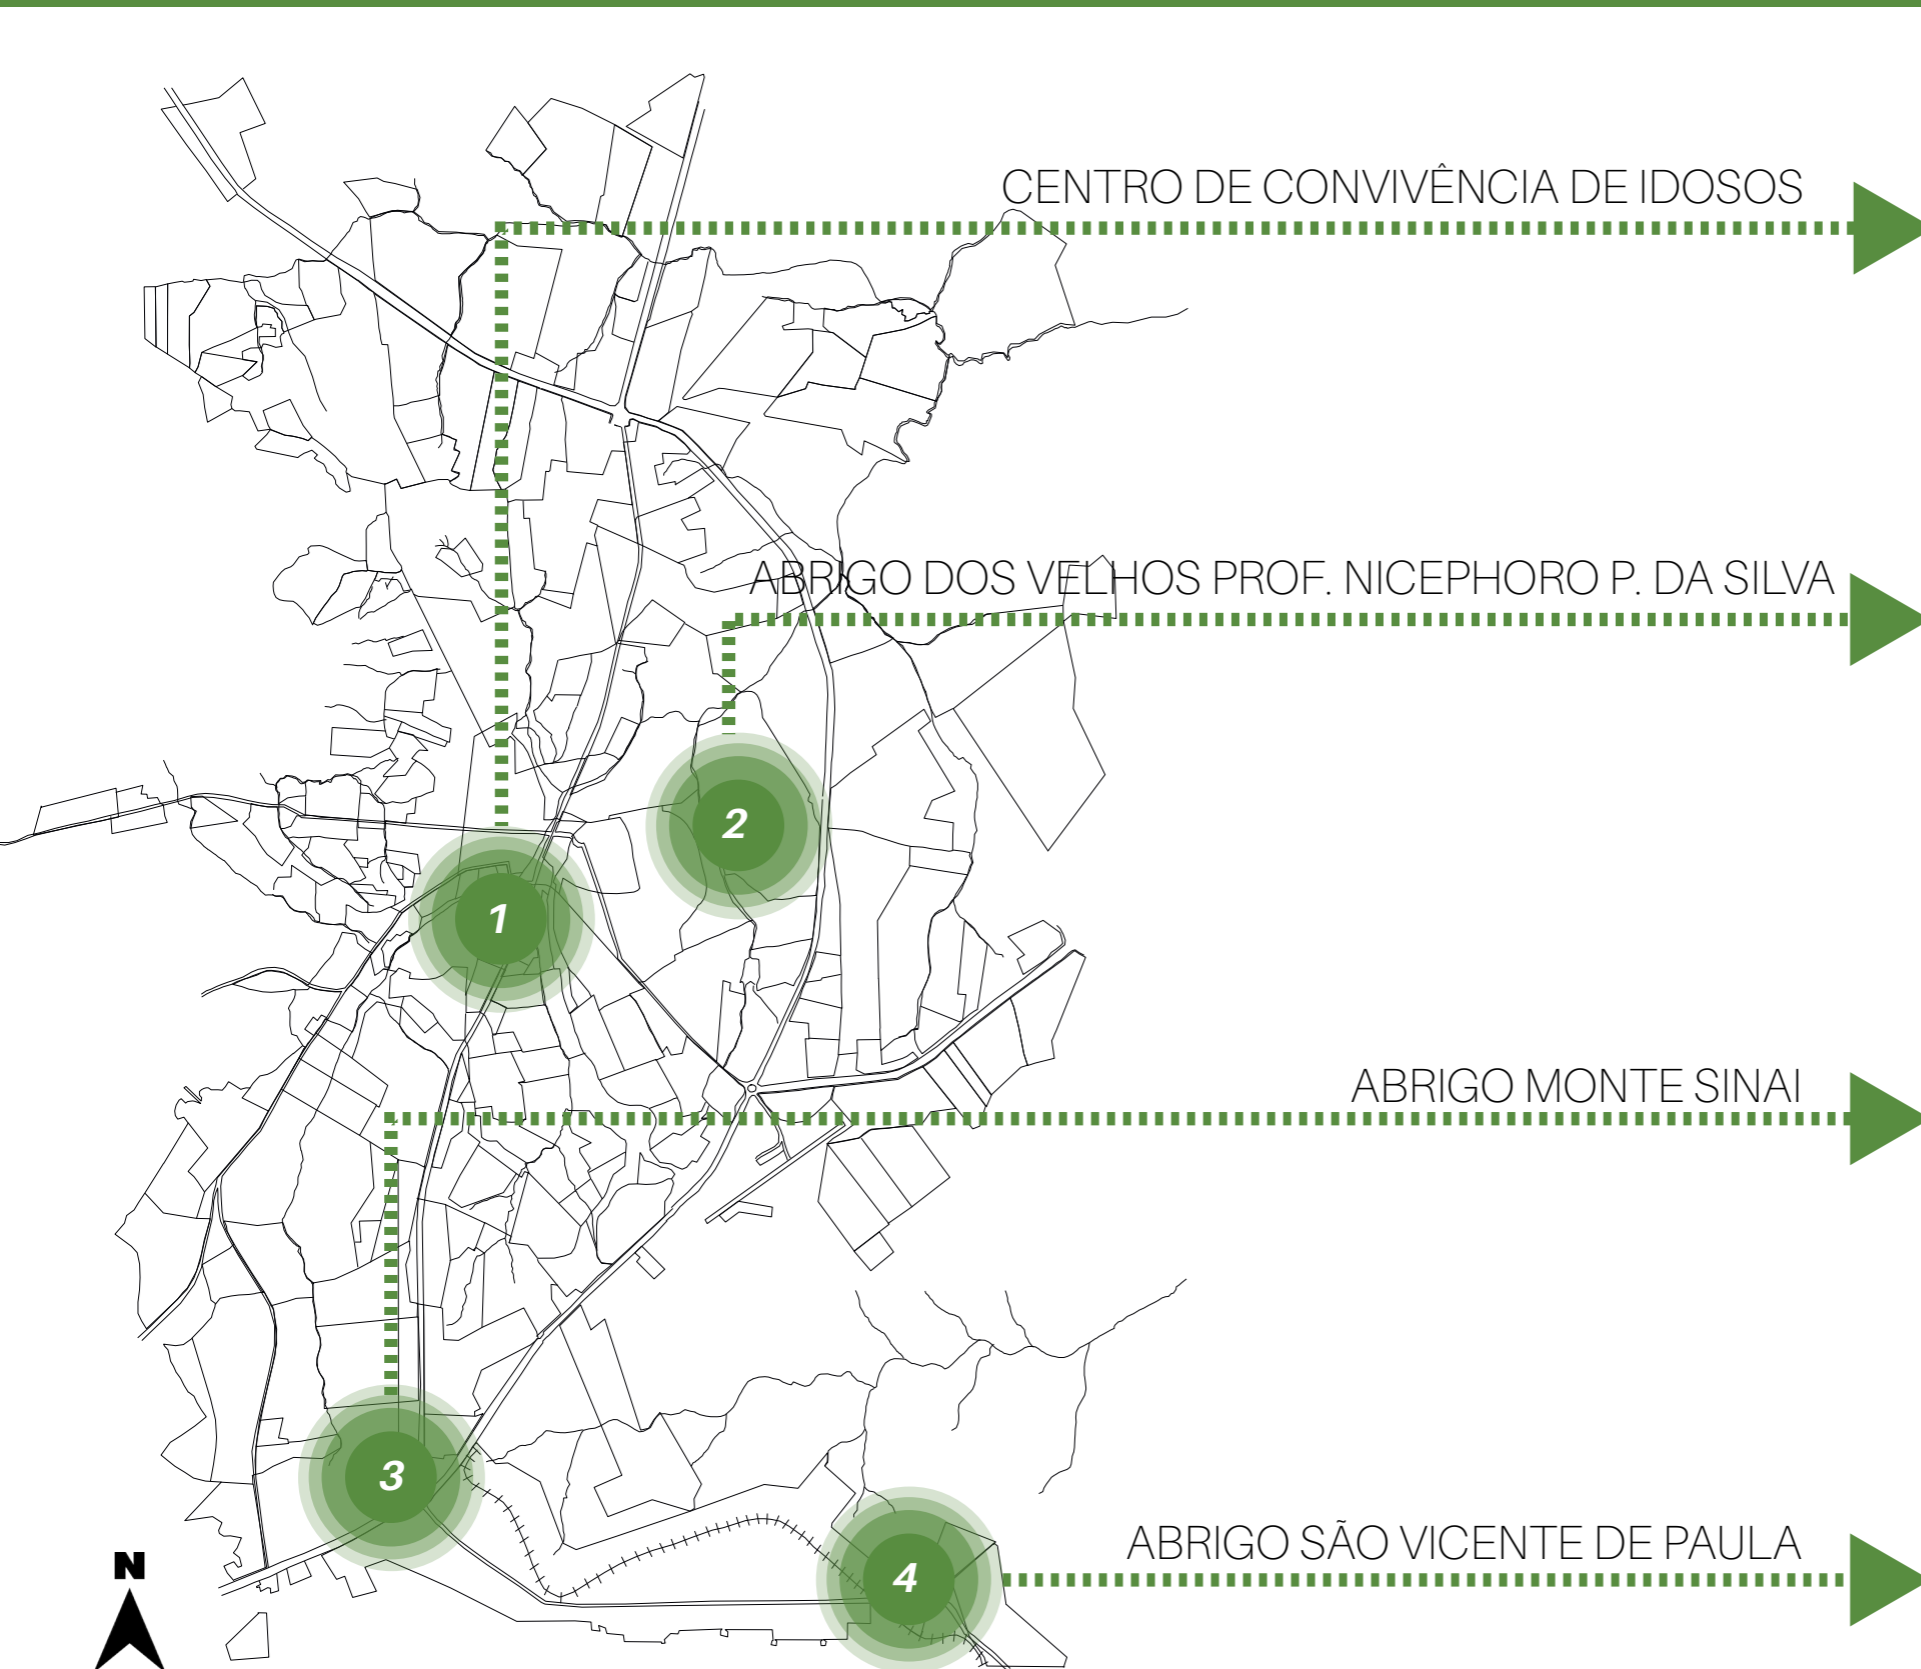 CENTRO DE CONVIVÊNCIA DE IDOSOS
ABRIGO DOS VELHOS PROF. NICEPHORO P. DA SILVA
2
1
ABRIGO MONTE SINAI
3
ABRIGO SÃO VICENTE DE PAULA
4
N